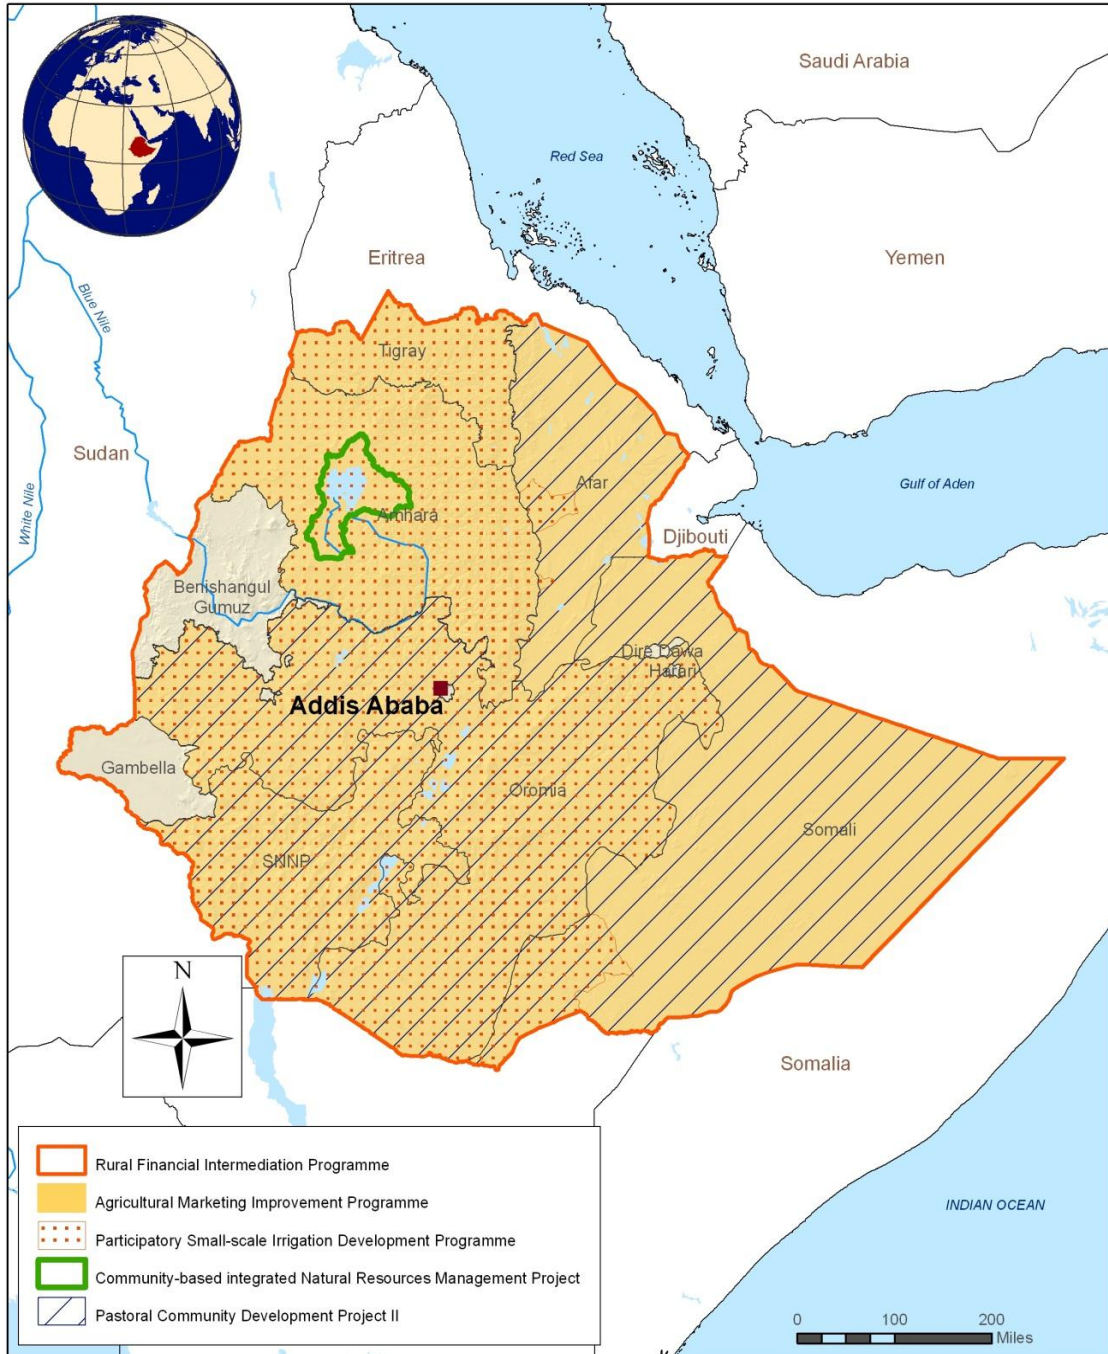 Saudi Arabia
Red Sea
Eritrea
Yemen
Blue Nile
Tigray
Sudan
White Nile
Afar
Gulf of Aden
Amhara
Djibouti
Benishangul
Gumuz
Dire Dawa
Harari
Addis Ababa
Gambella
Oromia
Somali
SNNP
N
Somalia
Rural Financial Intermediation Programme
Agricultural Marketing Improvement Programme
Participatory Small-scale Irrigation Development Programme
Community-based integrated Natural Resources Management Project
Pastoral Community Development Project II
INDIAN OCEAN
0 100 200
Miles